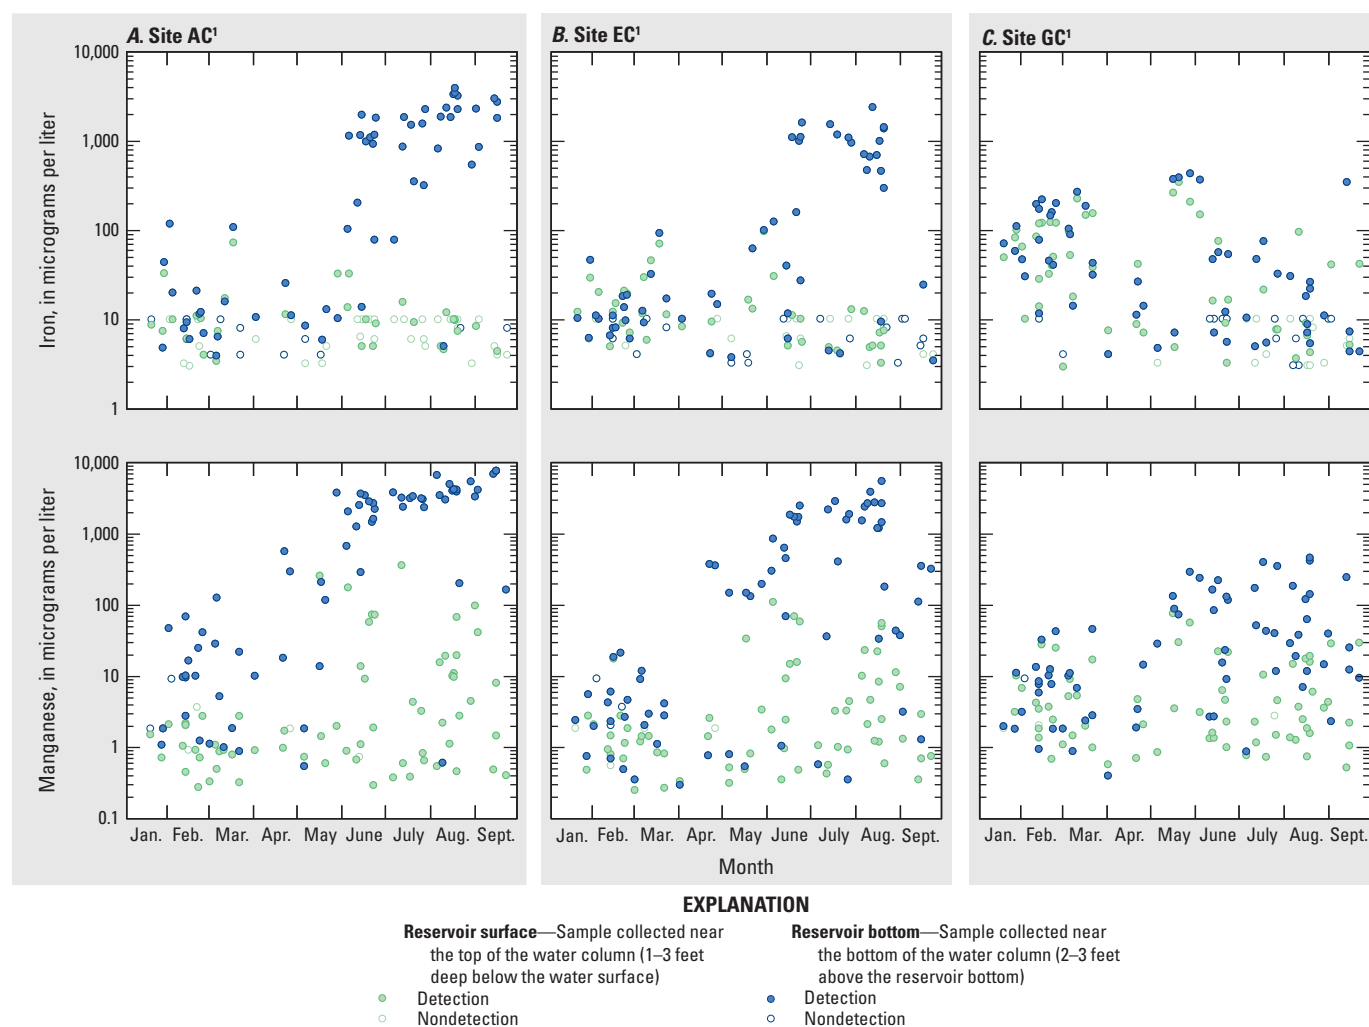 A. Site AC¹
B. Site EC¹
C. Site GC¹
Iron, in micrograms per liter
10,000
1,000
100
10
1
Manganese, in micrograms per liter
10,000
1,000
100
10
1
0.1
Jan. Feb. Mar. Apr. May June July Aug. Sept.
Jan. Feb. Mar. Apr. May June July Aug. Sept.
Jan. Feb. Mar. Apr. May June July Aug. Sept.
Month
EXPLANATION
Reservoir surface—Sample collected near
the top of the water column (1–3 feet
deep below the water surface)
Detection
Nondetection
Reservoir bottom—Sample collected near
the bottom of the water column (2–3 feet
above the reservoir bottom)
Detection
Nondetection